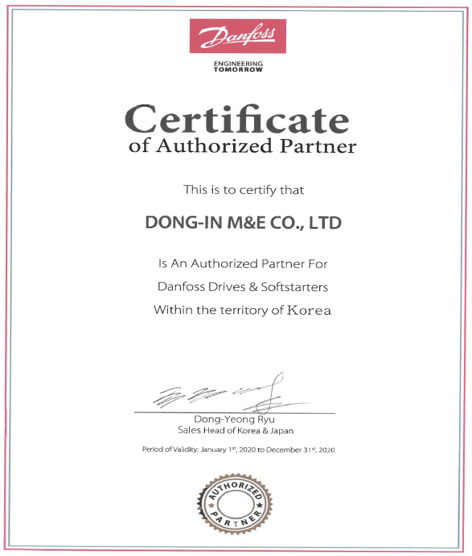 Danfoss
ENGINEERING
TOMORROW
Certificate
of Authorized Partner
This is to certify that
DONG-IN M&E CO., LTD
Is An Authorized Partner For
Danfoss Drives & Softstarters
Within the territory of Korea
Dong-Yeong Ryu
Sales Head of Korea & Japan
Period of Validity: January 1st, 2020 to December 31st, 2020
AUTHORIZED
PARTNER